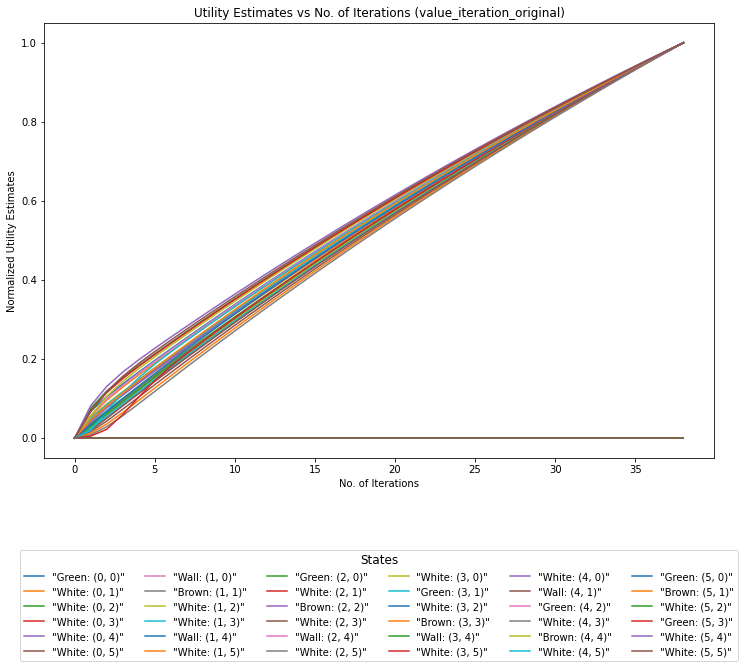 Utility Estimates vs No. of Iterations (value_iteration_original)
1.0
0.8
0.6
0.4
0.2
0.0
Normalized Utility Estimates
0 5 10 15 20 25 30 35
No. of Iterations
States
"Green: (0, 0)" "Wall: (1, 0)" "Green: (2, 0)" "White: (3, 0)" "White: (4, 0)" "Green: (5, 0)"
"White: (0, 1)" "Brown: (1, 1)" "White: (2, 1)" "Green: (3, 1)" "Wall: (4, 1)" "Brown: (5, 1)"
"White: (0, 2)" "White: (1, 2)" "Brown: (2, 2)" "White: (3, 2)" "Green: (4, 2)" "White: (5, 2)"
"White: (0, 3)" "White: (1, 3)" "White: (2, 3)" "Brown: (3, 3)" "White: (4, 3)" "Green: (5, 3)"
"White: (0, 4)" "Wall: (1, 4)" "Wall: (2, 4)" "Wall: (3, 4)" "Brown: (4, 4)" "White: (5, 4)"
"White: (0, 5)" "White: (1, 5)" "White: (2, 5)" "White: (3, 5)" "White: (4, 5)" "White: (5, 5)"